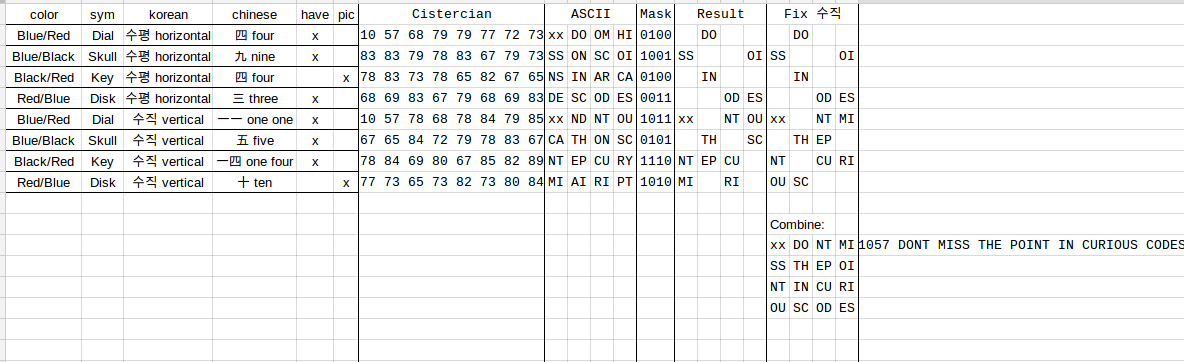 color sym korean chinese have pic Cistercian ASCII Mask Result Fix 수직
Blue/Red Dial 수평 horizontal 四 four x 10 57 68 79 79 77 72 73 xx DO OM HI 0100 DO DO
Blue/Black Skull 수평 horizontal 九 nine x 83 83 79 78 83 67 79 73 SS ON SC OI 1001 SS OI SS OI
Black/Red Key 수평 horizontal 四 four x 78 83 73 78 65 82 67 65 NS IN AR CA 0100 IN IN
Red/Blue Disk 수평 horizontal 三 three x 68 69 83 67 79 68 69 83 DE SC OD ES 0011 OD ES OD ES
Blue/Red Dial 수직 vertical 一一 one one x 10 57 78 68 78 84 79 85 xx ND NT OU 1011 xx NT OU xx NT MI
Blue/Black Skull 수직 vertical 五 five x 67 65 84 72 79 78 83 67 CA TH ON SC 0101 TH SC TH EP
Black/Red Key 수직 vertical 一四 one four x 78 84 69 80 67 85 82 89 NT EP CU RY 1110 NT EP CU NT CU RI
Red/Blue Disk 수직 vertical 十 ten x 77 73 65 73 82 73 80 84 MI AI RI PT 1010 MI RI OU SC
Combine:
xx DO NT MI 1057 DONT MISS THE POINT IN CURIOUS CODES
SS TH EP OI
NT IN CU RI
OU SC OD ES